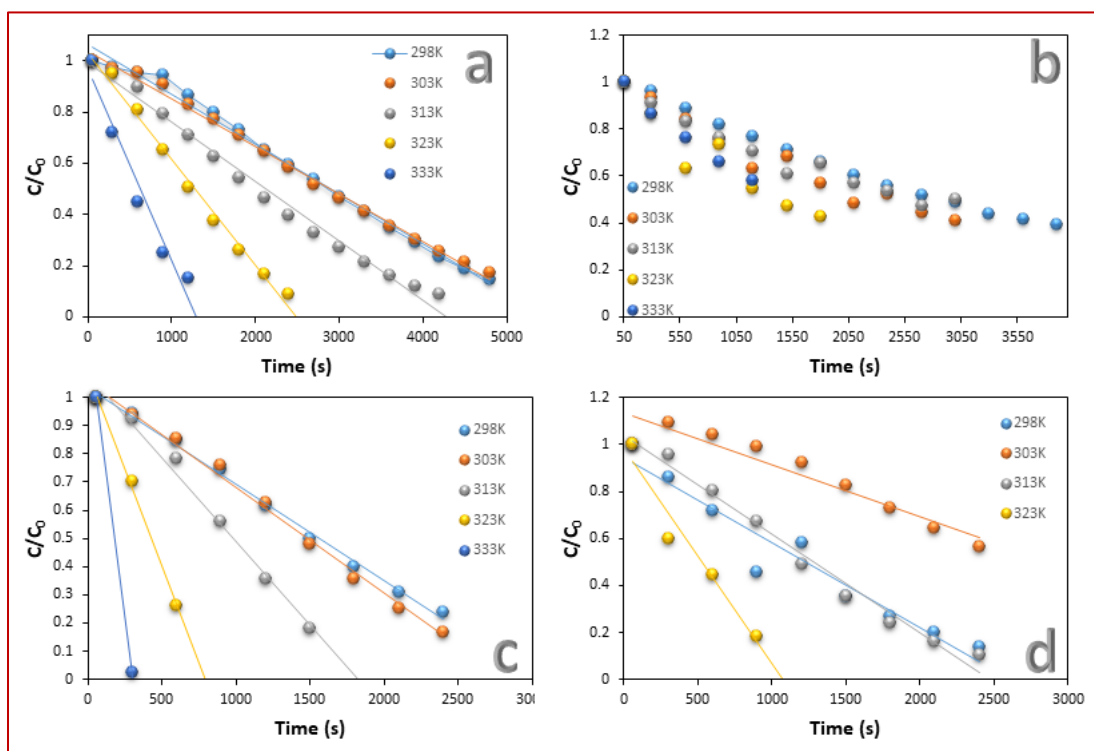 C/C0
1
0.8
0.6
0.4
0.2
0
0 1000 2000 3000 4000 5000
Time (s)
298K
303K
313K
323K
333K
a
C/C0
1.2
1
0.8
0.6
0.4
0.2
0
50 550 1050 1550 2050 2550 3050 3550
Time (s)
298K
303K
313K
323K
333K
b
C/C0
1
0.9
0.8
0.7
0.6
0.5
0.4
0.3
0.2
0.1
0
0 500 1000 1500 2000 2500 300
Time (s)
298K
303K
313K
323K
333K
c
C/C0
1.2
1
0.8
0.6
0.4
0.2
0
0 500 1000 1500 2000 2500 3000
Time (s)
298K
303K
313K
323K
d